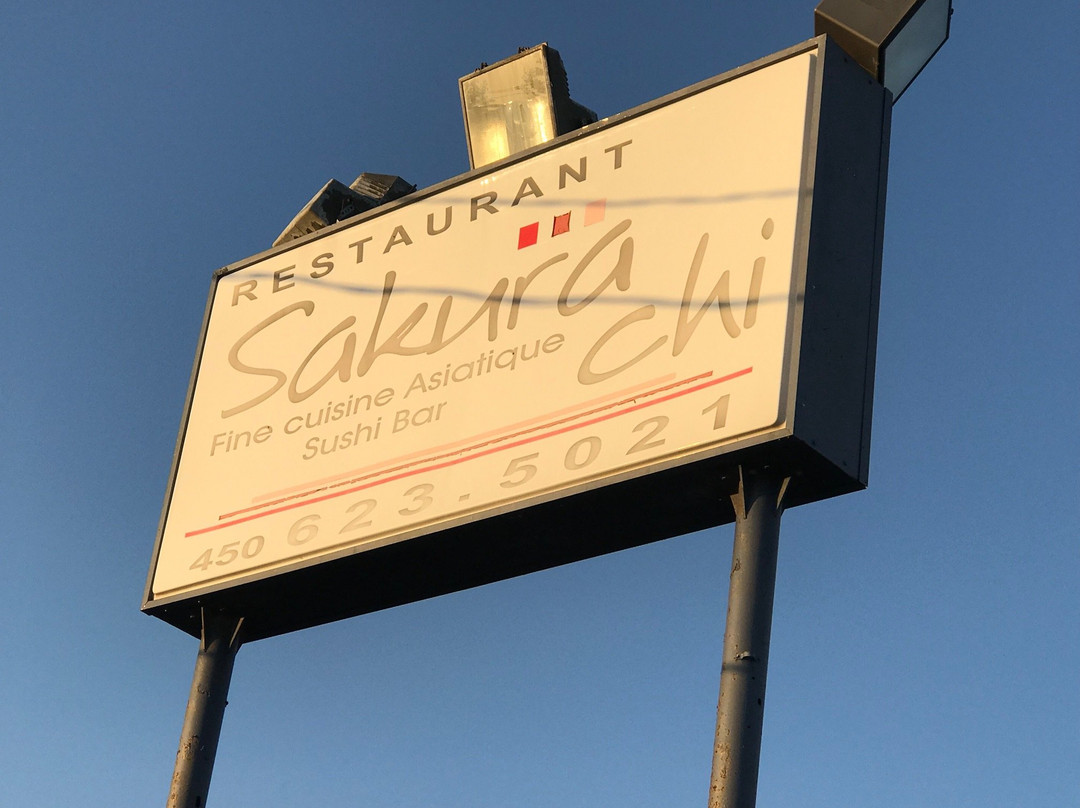 RESTAURANT
Sakura
Chi
Fine cuisine Asiatique
Sushi Bar
450 623.5021